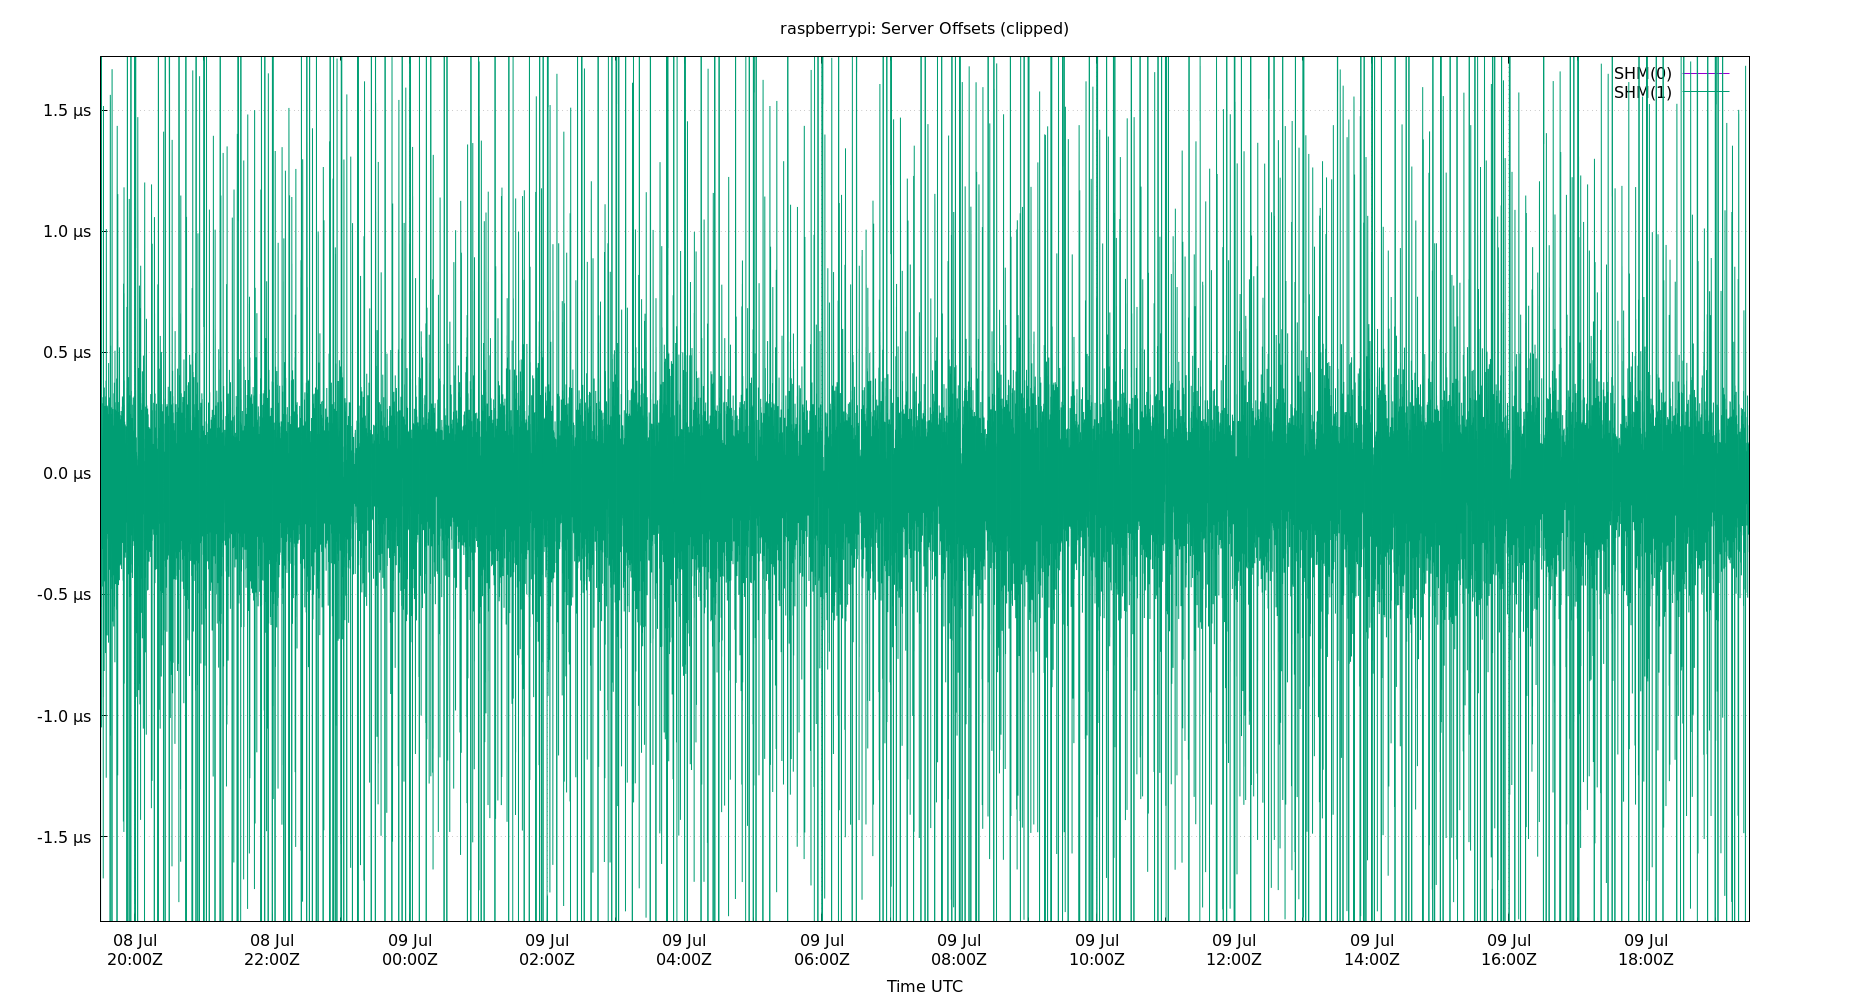 raspberrypi: Server Offsets (clipped)
SHM(0)
SHM(1)
1.5 µs
1.0 µs
0.5 µs
0.0 µs
-0.5 µs
-1.0 µs
-1.5 µs
08 Jul 08 Jul 09 Jul 09 Jul 09 Jul 09 Jul 09 Jul 09 Jul 09 Jul 09 Jul 09 Jul 09 Jul
20:00Z 22:00Z 00:00Z 02:00Z 04:00Z 06:00Z 08:00Z 10:00Z 12:00Z 14:00Z 16:00Z 18:00Z
Time UTC